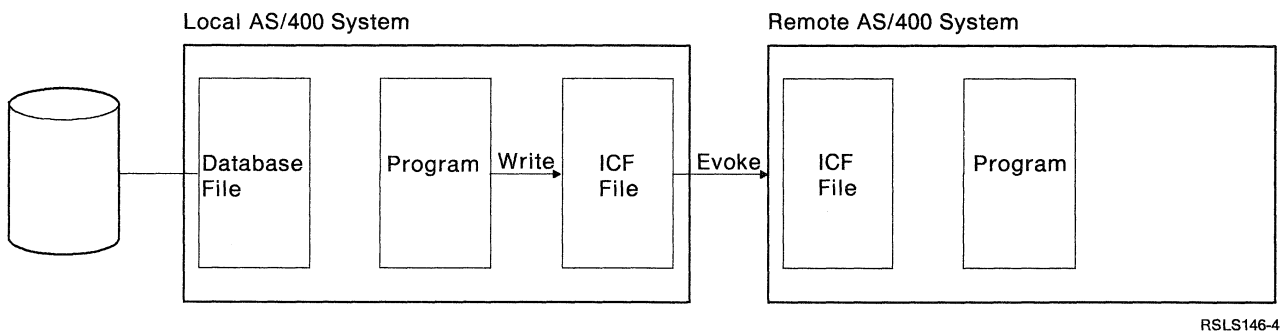 Local AS/400 System
Remote AS/400 System
Database
File
Program
Write
ICF
File
Evoke
ICF
File
Program
RSLS146-4